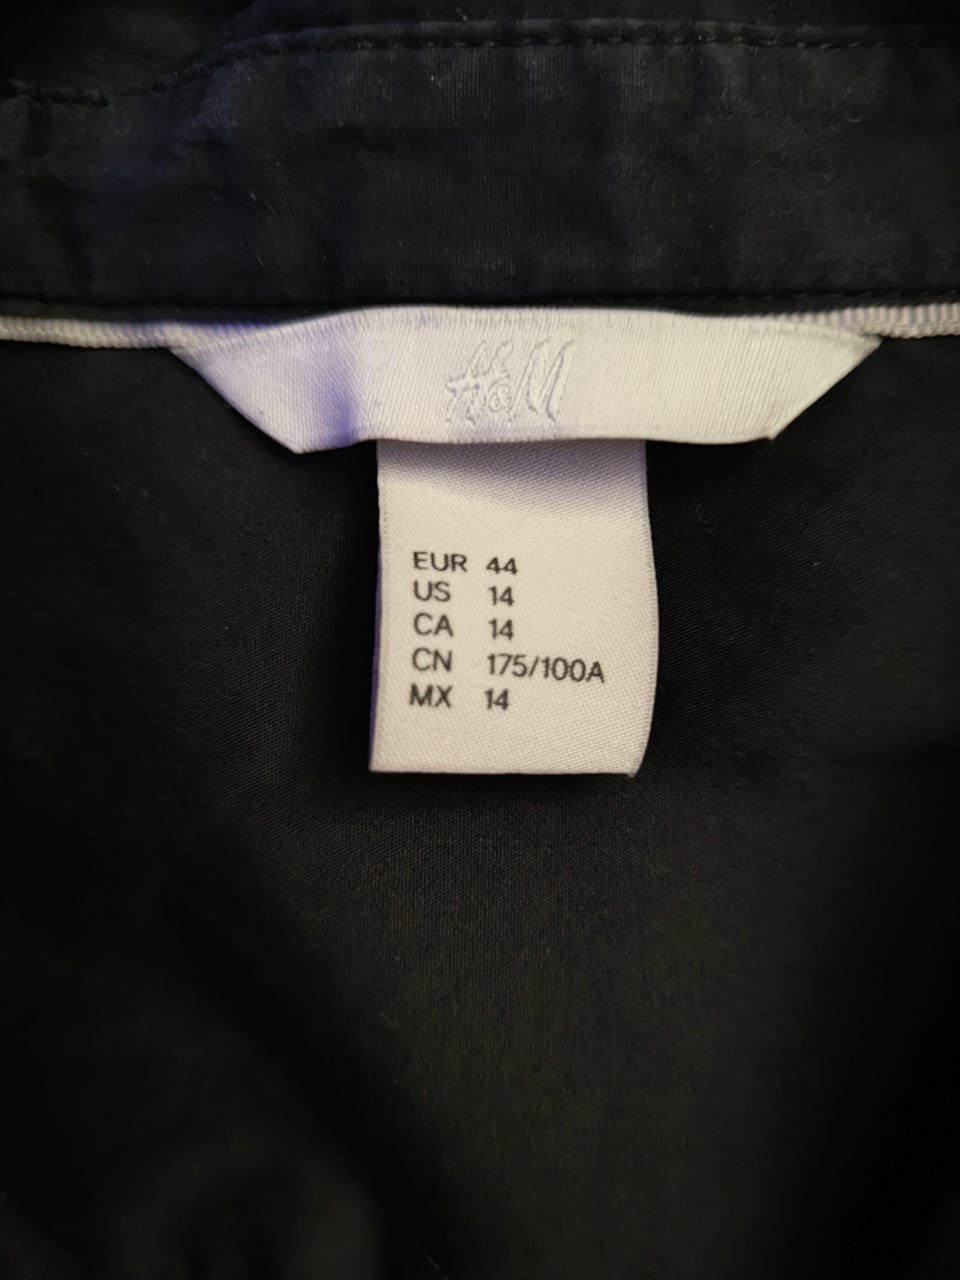 H&M
EUR 44
US 14
CA 14
CN 175/100A
MX 14